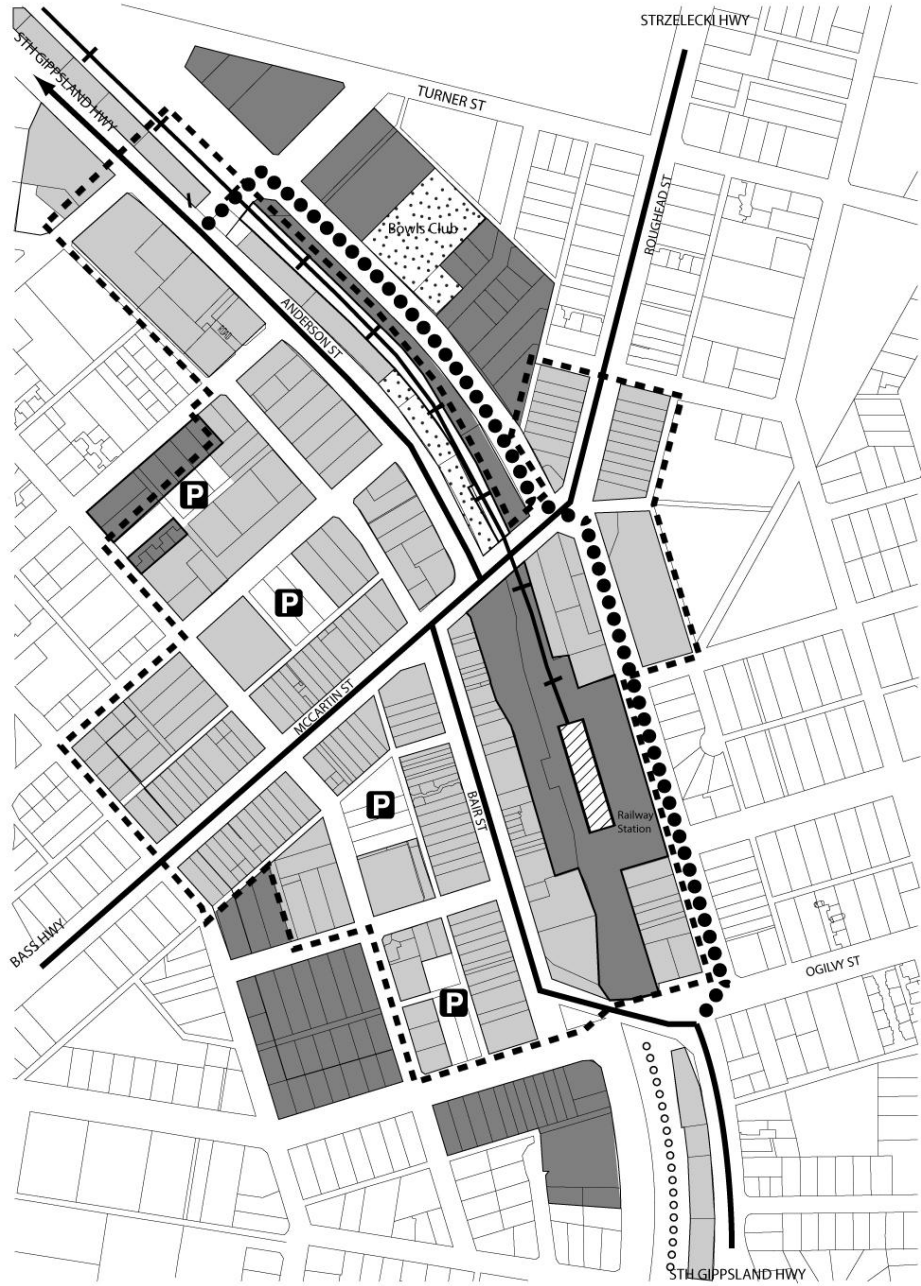 STRZELECKI HWY
STH GIPPSLAND HWY
TURNER ST
ROUGHEAD ST
Bowls Club
ANDERSON ST
P
P
MCCARTIN ST
P
BAIR ST
Railway
Station
BASS HWY
OGILVY ST
P
STH GIPPSLAND HWY